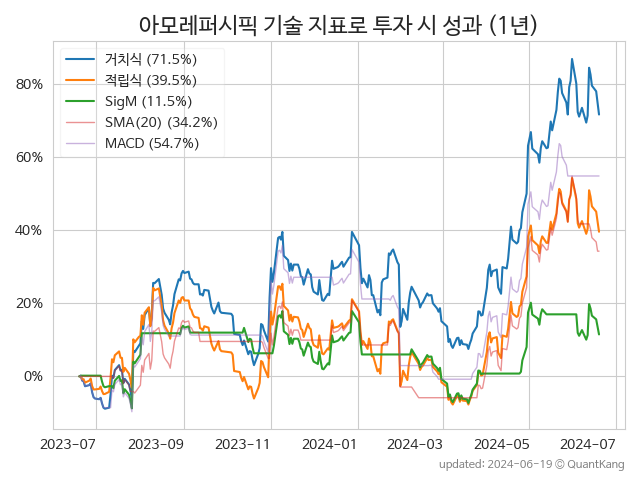 아모레퍼시픽 기술 지표로 투자 시 성과 (1년)
거치식 (71.5%)
적립식 (39.5%)
SigM (11.5%)
SMA(20) (34.2%)
MACD (54.7%)
80%
60%
40%
20%
0%
2023-07 2023-09 2023-11 2024-01 2024-03 2024-05 2024-07
updated: 2024-06-19 © QuantKang